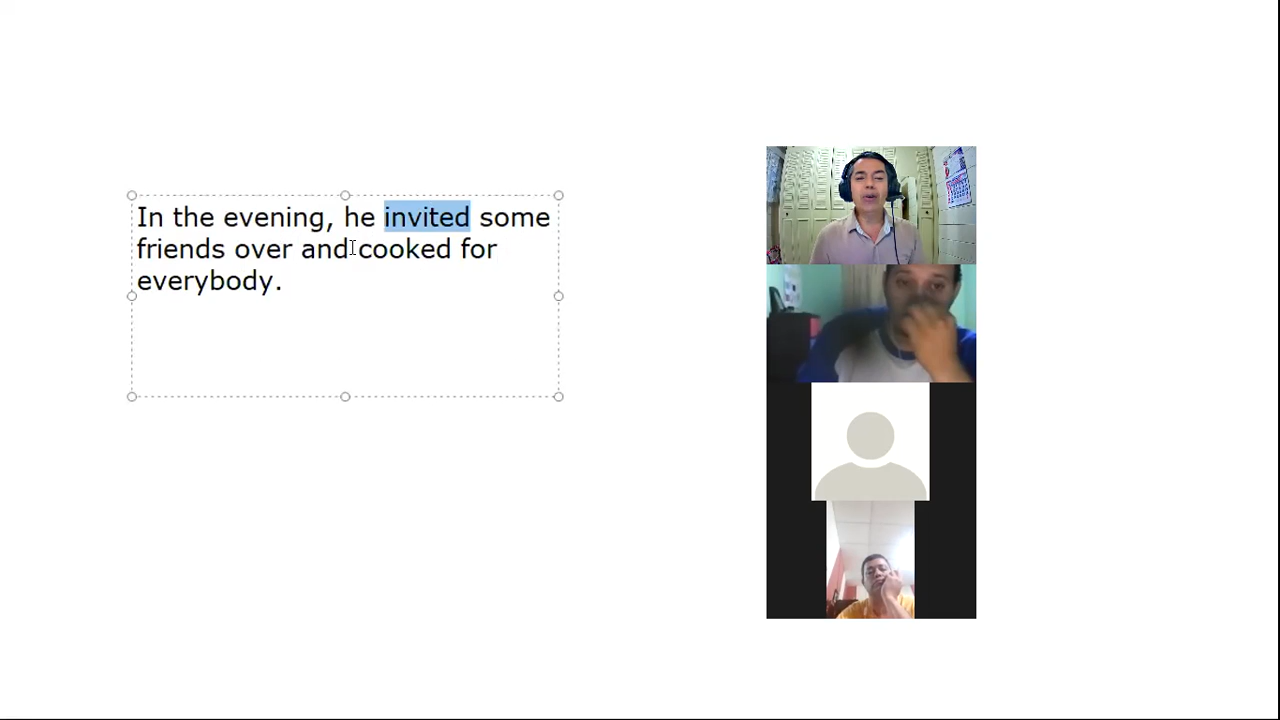 In the evening, he invited some
friends over and cooked for
everybody.